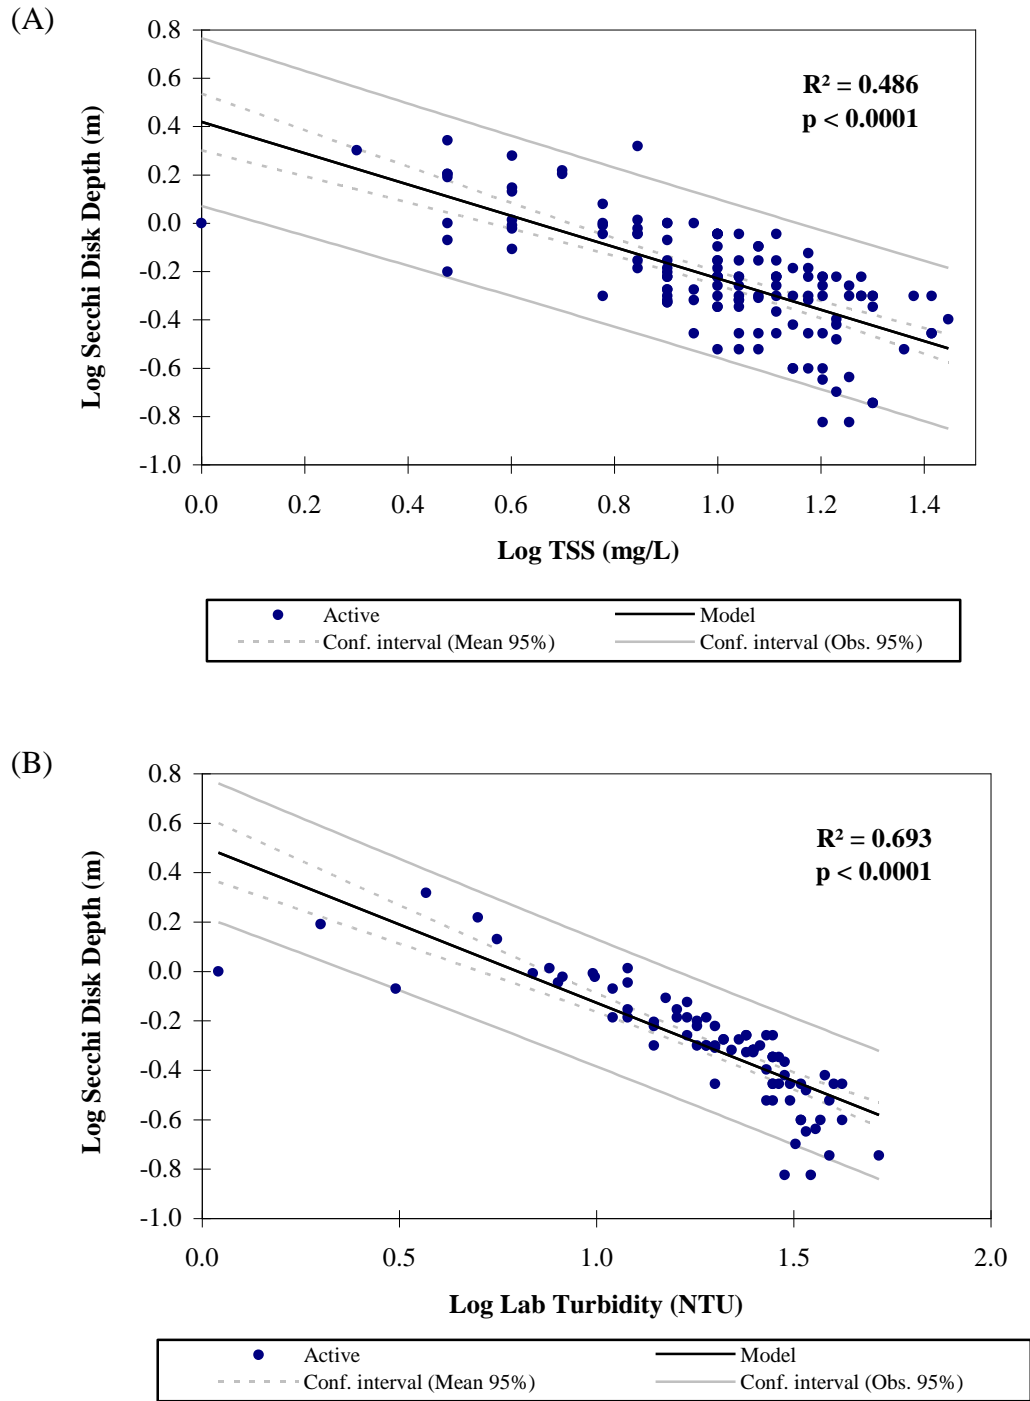 (A)
0.8
0.6
0.4
0.2
0.0
-0.2
-0.4
-0.6
-0.8
-1.0
Log Secchi Disk Depth (m)
R² = 0.486
p < 0.0001
0.0 0.2 0.4 0.6 0.8 1.0 1.2 1.4
Log TSS (mg/L)
Active Model
Conf. interval (Mean 95%) Conf. interval (Obs. 95%)
(B)
0.8
0.6
0.4
0.2
0.0
-0.2
-0.4
-0.6
-0.8
-1.0
Log Secchi Disk Depth (m)
R² = 0.693
p < 0.0001
0.0 0.5 1.0 1.5 2.0
Log Lab Turbidity (NTU)
Active Model
Conf. interval (Mean 95%) Conf. interval (Obs. 95%)